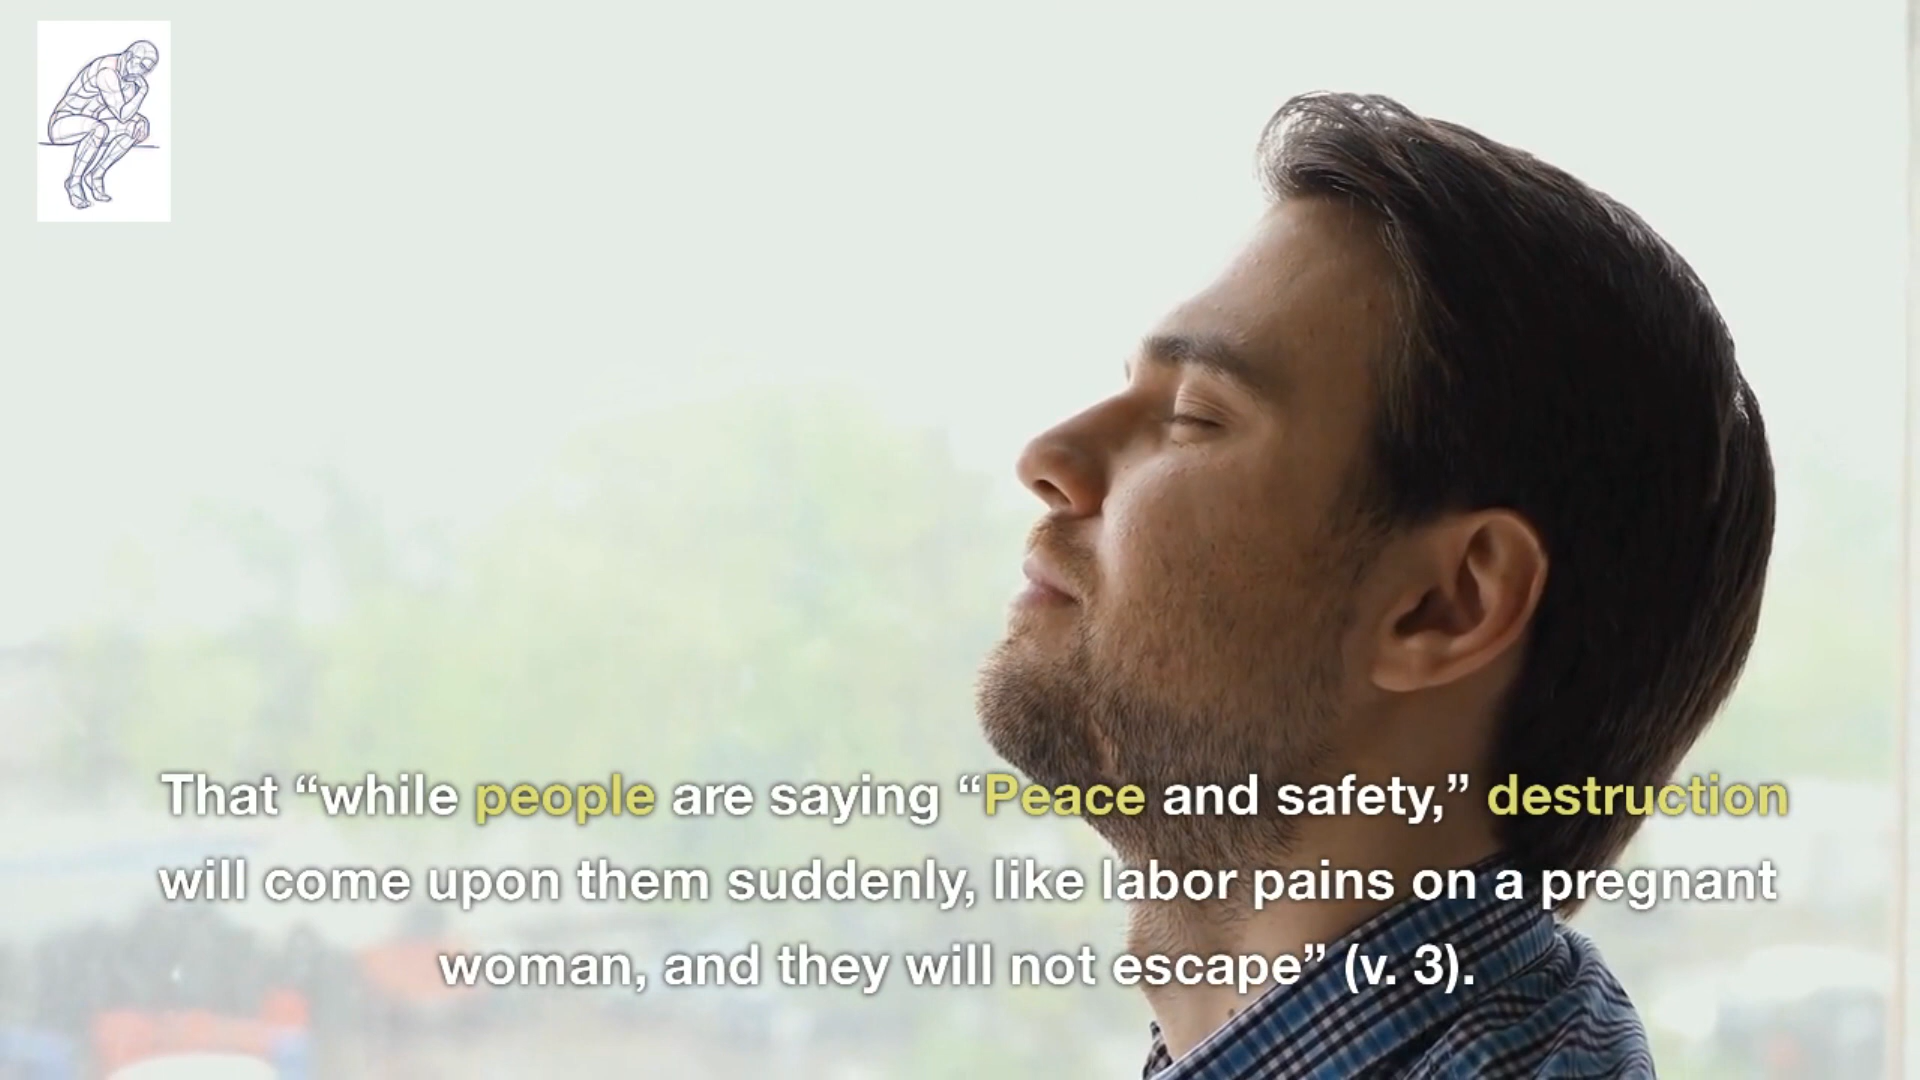 That “while people are saying “Peace and safety,” destruction
will come upon them suddenly, like labor pains on a pregnant
woman, and they will not escape” (v. 3).